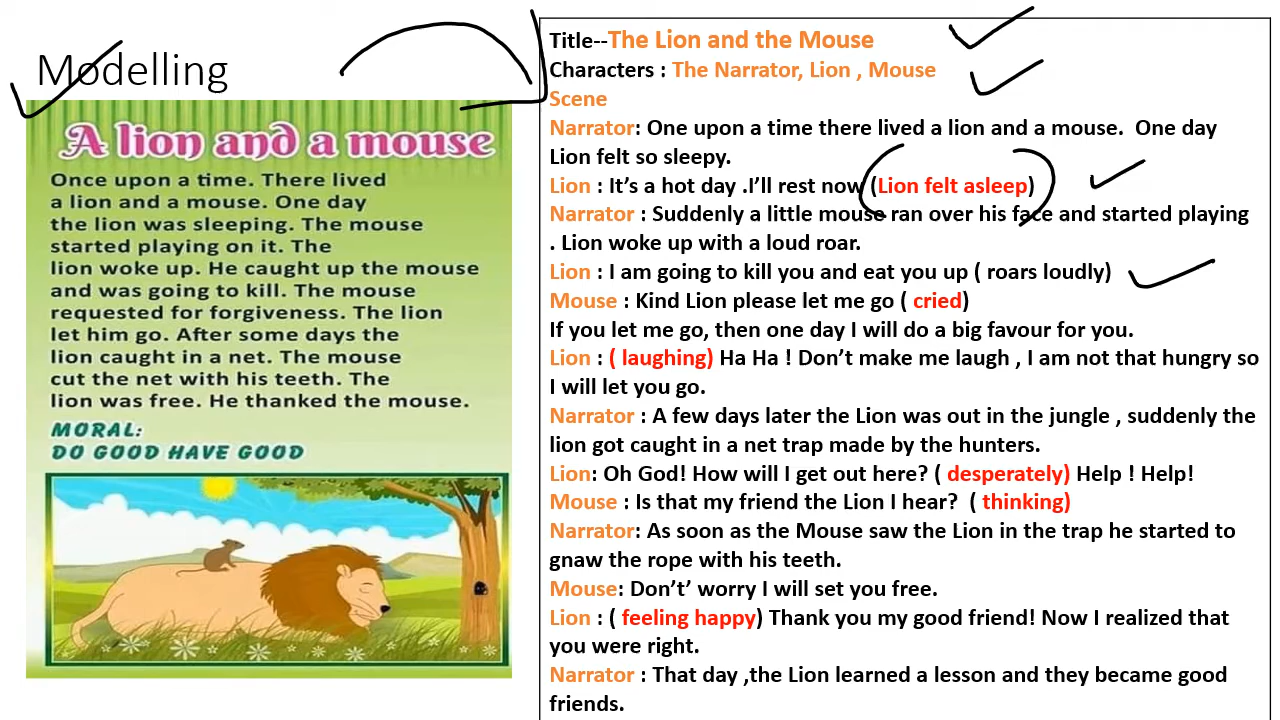 Modelling
A lion and a mouse
Once upon a time. There lived
a lion and a mouse. One day
the lion was sleeping. The mouse
started playing on it. The
lion woke up. He caught up the mouse
and was going to kill. The mouse
requested for forgiveness. The lion
let him go. After some days the
lion caught in a net. The mouse
cut the net with his teeth. The
lion was free. He thanked the mouse.
MORAL:
DO GOOD HAVE GOOD
Title--The Lion and the Mouse
Characters : The Narrator, Lion , Mouse
Scene
Narrator: One upon a time there lived a lion and a mouse.  One day
Lion felt so sleepy.
Lion : It's a hot day .I'll rest now (Lion felt asleep)
Narrator : Suddenly a little mouse ran over his face and started playing
. Lion woke up with a loud roar.
Lion : I am going to kill you and eat you up ( roars loudly)
Mouse : Kind Lion please let me go ( cried)
If you let me go, then one day I will do a big favour for you.
Lion : ( laughing) Ha Ha ! Don't make me laugh , I am not that hungry so
I will let you go.
Narrator : A few days later the Lion was out in the jungle , suddenly the
lion got caught in a net trap made by the hunters.
Lion: Oh God! How will I get out here? ( desperately) Help ! Help!
Mouse : Is that my friend the Lion I hear?  ( thinking)
Narrator: As soon as the Mouse saw the Lion in the trap he started to
gnaw the rope with his teeth.
Mouse: Don't' worry I will set you free.
Lion : ( feeling happy) Thank you my good friend! Now I realized that
you were right.
Narrator : That day ,the Lion learned a lesson and they became good
friends.